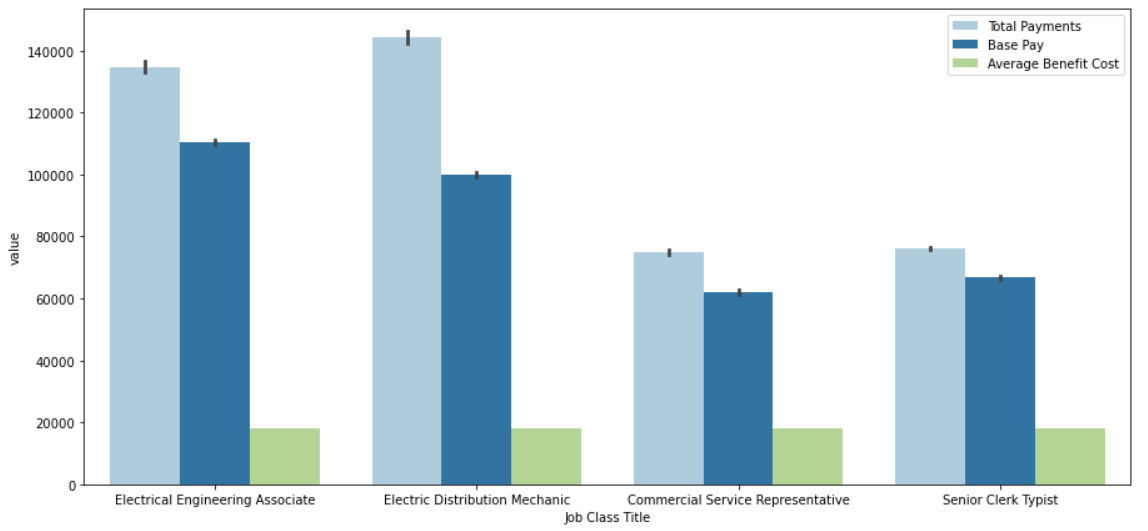 Total Payments
Base Pay
Average Benefit Cost
140000
120000
100000
80000
60000
40000
20000
0
value
Electrical Engineering Associate
Electric Distribution Mechanic
Commercial Service Representative
Senior Clerk Typist
Job Class Title